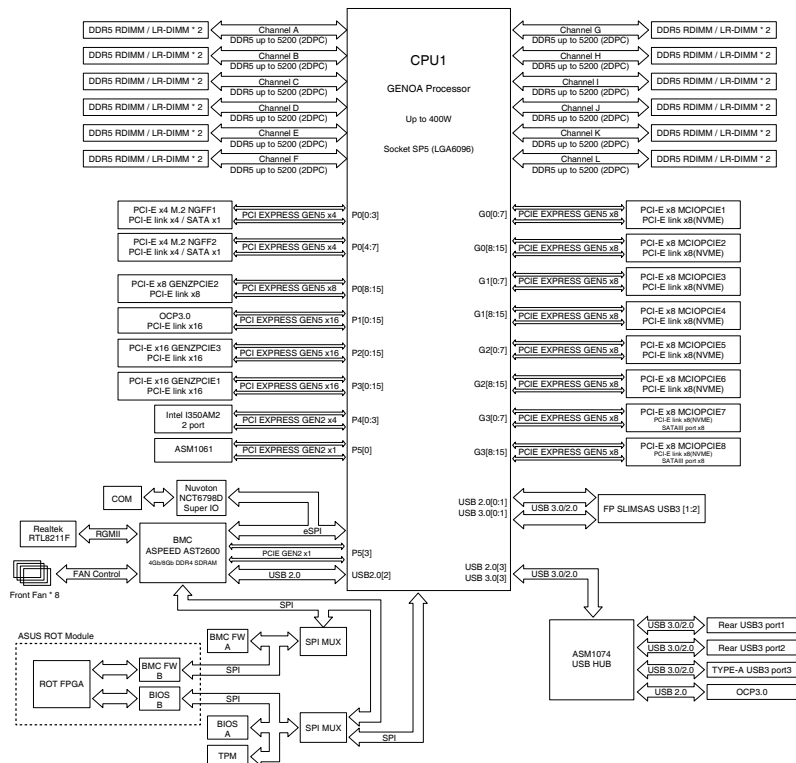 DDR5 RDIMM / LR-DIMM * 2
Channel A
DDR5 up to 5200 (2DPC)
DDR5 RDIMM / LR-DIMM * 2
Channel B
DDR5 up to 5200 (2DPC)
DDR5 RDIMM / LR-DIMM * 2
Channel C
DDR5 up to 5200 (2DPC)
DDR5 RDIMM / LR-DIMM * 2
Channel D
DDR5 up to 5200 (2DPC)
DDR5 RDIMM / LR-DIMM * 2
Channel E
DDR5 up to 5200 (2DPC)
DDR5 RDIMM / LR-DIMM * 2
Channel F
DDR5 up to 5200 (2DPC)
CPU1
GENOA Processor
Up to 400W
Socket SP5 (LGA6096)
Channel G
DDR5 up to 5200 (2DPC)
DDR5 RDIMM / LR-DIMM * 2
Channel H
DDR5 up to 5200 (2DPC)
DDR5 RDIMM / LR-DIMM * 2
Channel I
DDR5 up to 5200 (2DPC)
DDR5 RDIMM / LR-DIMM * 2
Channel J
DDR5 up to 5200 (2DPC)
DDR5 RDIMM / LR-DIMM * 2
Channel K
DDR5 up to 5200 (2DPC)
DDR5 RDIMM / LR-DIMM * 2
Channel L
DDR5 up to 5200 (2DPC)
DDR5 RDIMM / LR-DIMM * 2
PCI-E x4 M.2 NGFF1
PCI-E link x4 / SATA x1
PCI EXPRESS GEN5 x4
P0[0:3]
PCI-E x4 M.2 NGFF2
PCI-E link x4 / SATA x1
PCI EXPRESS GEN5 x4
P0[4:7]
PCI-E x8 GENZPCIE2
PCI-E link x8
PCI EXPRESS GEN5 x8
P0[8:15]
OCP3.0
PCI-E link x16
PCI EXPRESS GEN5 x16
P1[0:15]
PCI-E x16 GENZPCIE3
PCI-E link x16
PCI EXPRESS GEN5 x16
P2[0:15]
PCI-E x16 GENZPCIE1
PCI-E link x16
PCI EXPRESS GEN5 x16
P3[0:15]
Intel I350AM2
2 port
PCI EXPRESS GEN2 x4
P4[0:3]
ASM1061
PCI EXPRESS GEN2 x1
P5[0]
G0[0:7]
PCIE EXPRESS GEN5 x8
PCI-E x8 MCIOPCIE1
PCI-E link x8(NVME)
G0[8:15]
PCIE EXPRESS GEN5 x8
PCI-E x8 MCIOPCIE2
PCI-E link x8(NVME)
G1[0:7]
PCIE EXPRESS GEN5 x8
PCI-E x8 MCIOPCIE3
PCI-E link x8(NVME)
G1[8:15]
PCIE EXPRESS GEN5 x8
PCI-E x8 MCIOPCIE4
PCI-E link x8(NVME)
G2[0:7]
PCIE EXPRESS GEN5 x8
PCI-E x8 MCIOPCIE5
PCI-E link x8(NVME)
G2[8:15]
PCIE EXPRESS GEN5 x8
PCI-E x8 MCIOPCIE6
PCI-E link x8(NVME)
G3[0:7]
PCIE EXPRESS GEN5 x8
PCI-E x8 MCIOPCIE7
PCI-E link x8(NVME)
SATAIII port x8
G3[8:15]
PCIE EXPRESS GEN5 x8
PCI-E x8 MCIOPCIE8
PCI-E link x8(NVME)
SATAIII port x8
COM
Nuvoton
NCT6798D
Super IO
eSPI
Realtek
RTL8211F
RGMII
BMC
ASPEED AST2600
4Gb/8Gb DDR4 SDRAM
PCIE GEN2 x1
P5[3]
FAN Control
USB 2.0
USB2.0[2]
Front Fan * 8
USB 2.0[0:1]
USB 3.0[0:1]
USB 3.0/2.0
FP SLIMSAS USB3 [1:2]
USB 2.0[3]
USB 3.0[3]
USB 3.0/2.0
SPI
SPI
ASUS ROT Module
BMC FW
A
SPI MUX
ROT FPGA
BMC FW
B
SPI
BIOS
B
SPI
BIOS
A
SPI MUX
SPI
TPM
ASM1074
USB HUB
USB 3.0/2.0
Rear USB3 port1
USB 3.0/2.0
Rear USB3 port2
USB 3.0/2.0
TYPE-A USB3 port3
USB 2.0
OCP3.0